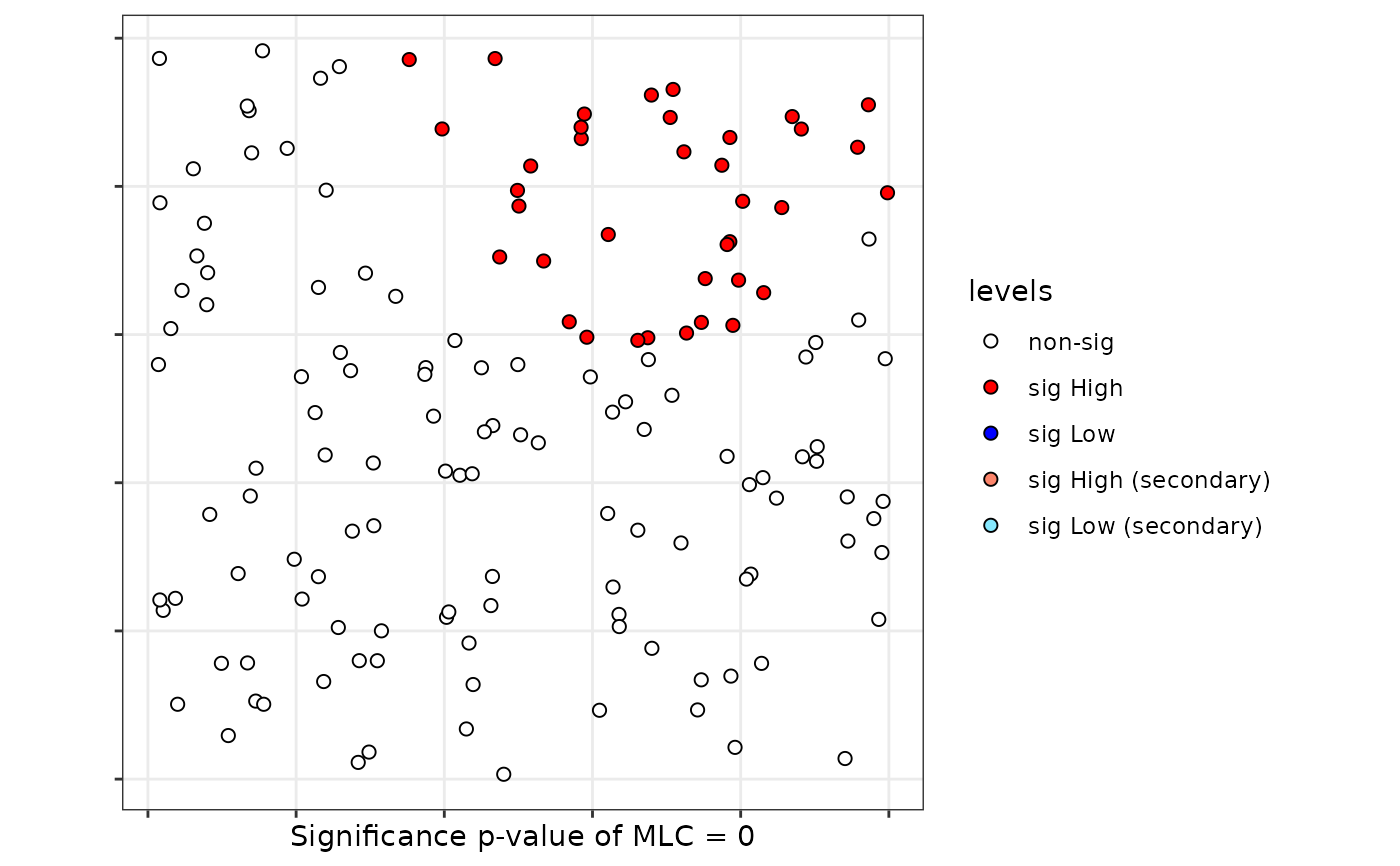 levels
non-sig
sig High
sig Low
sig High (secondary)
sig Low (secondary)
Significance p-value of MLC = 0